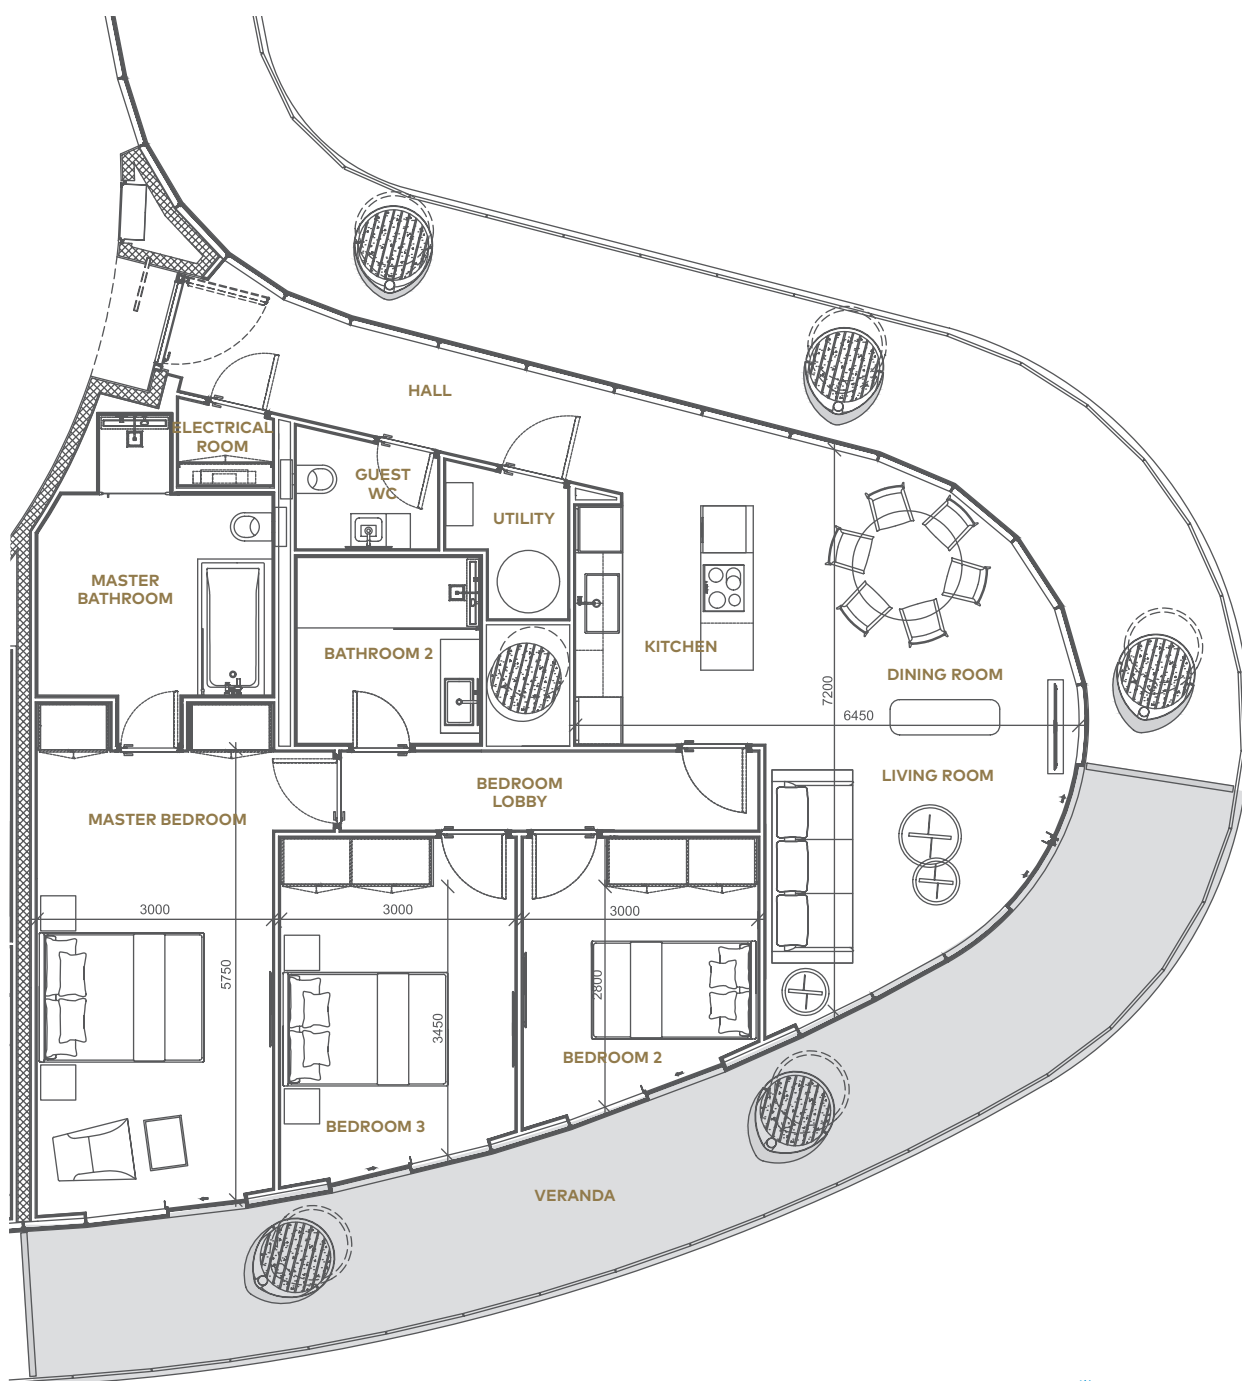 HALL
ELECTRICAL
ROOM
GUEST
WC
UTILITY
MASTER
BATHROOM
BATHROOM 2
KITCHEN
DINING ROOM
7200
6450
LIVING ROOM
BEDROOM
LOBBY
MASTER BEDROOM
3000
3000
3000
5750
2800
3450
BEDROOM 2
BEDROOM 3
VERANDA